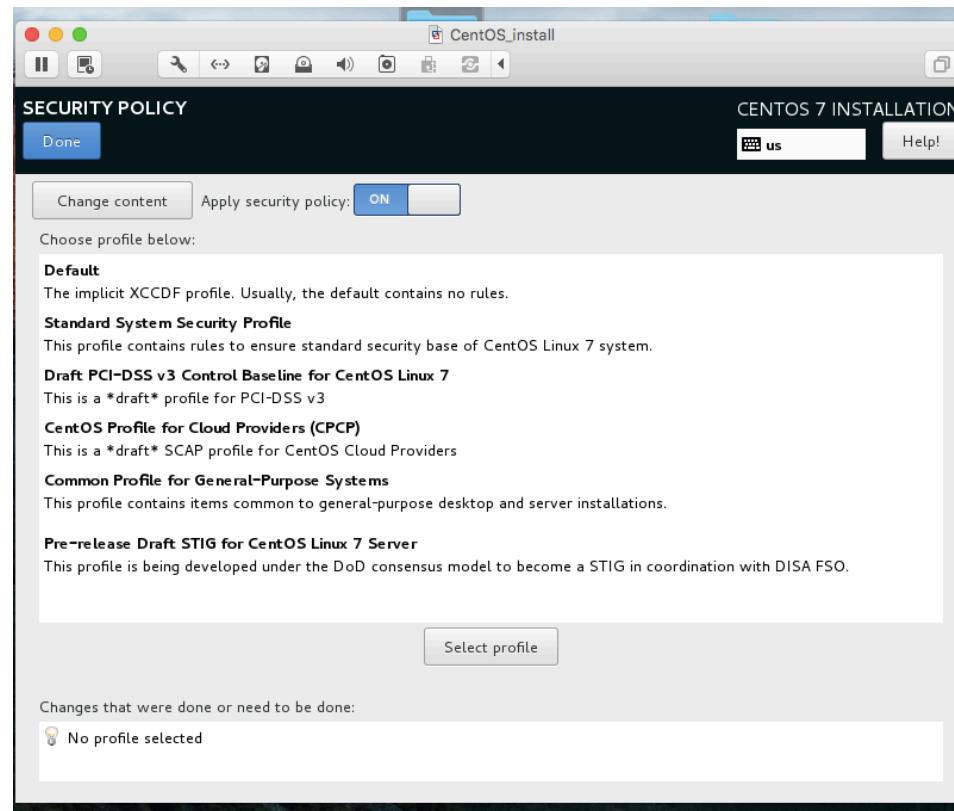 CentOS_install
SECURITY POLICY
CENTOS 7 INSTALLATION
Done
us
Help!
Change content
Apply security policy:
ON
Choose profile below:
Default
The implicit XCCDF profile. Usually, the default contains no rules.
Standard System Security Profile
This profile contains rules to ensure standard security base of CentOS Linux 7 system.
Draft PCI-DSS v3 Control Baseline for CentOS Linux 7
This is a *draft* profile for PCI-DSS v3
CentOS Profile for Cloud Providers (CPCP)
This is a *draft* SCAP profile for CentOS Cloud Providers
Common Profile for General-Purpose Systems
This profile contains items common to general-purpose desktop and server installations.
Pre-release Draft STIG for CentOS Linux 7 Server
This profile is being developed under the DoD consensus model to become a STIG in coordination with DISA FSO.
Select profile
Changes that were done or need to be done:
No profile selected